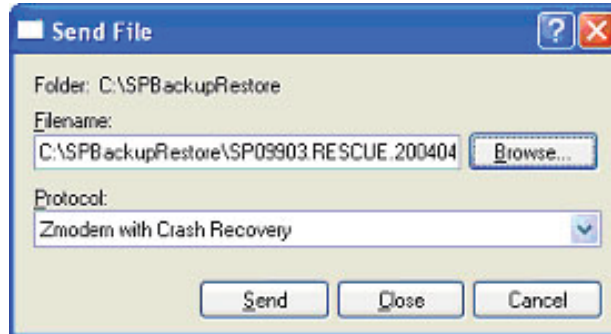 Send File
Folder: C:\SPBackupRestore
Filename:
C:\SPBackupRestore\SP09903.RESCUE.200404
Browse...
Protocol:
Zmodem with Crash Recovery
Send
Close
Cancel